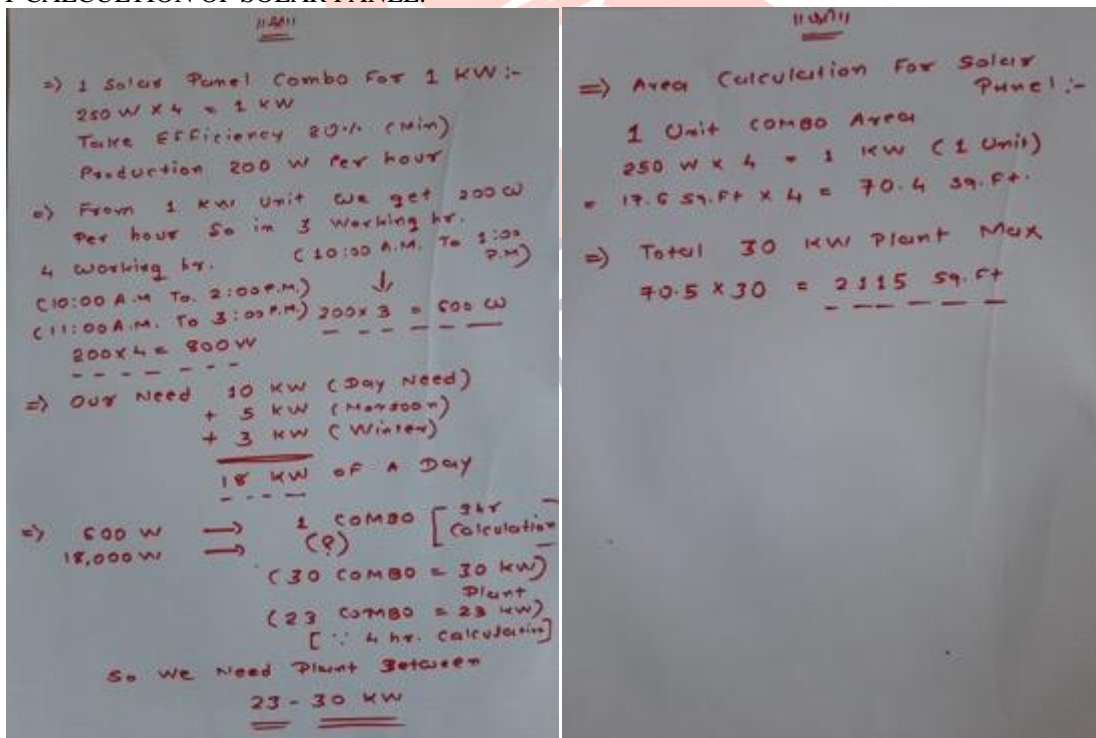 CALCULTION OF SOLAR PANEL:
=> 1 Solar Panel Combo For 1 KW :-
250 W X 4 = 1 KW
Take Efficiency 20% (Min)
Production 200 W Per hour
=> From 1 KW Unit we get 200 W
Per hour So in 3 Working hr.
(10:00 A.M. To 1:00 P.M)
4 Working hr.
(10:00 A.M To 2:00 P.M.)
(11:00 A.M. To 3:00 P.M.)
↓
200 x 3 = 600 W
200 x 4 = 800 W
=> Our Need 10 KW (Day Need)
+ 5 KW (Monsoon)
+ 3 KW (Winter)
18 KW OF A Day
=> 600 W => 1 COMBO [3hr Calculation]
18,000 W => (?)
(30 COMBO = 30 KW) Plant
(23 COMBO = 23 KW)
[∵ 4 hr. Calculation]
So We Need Plant Between
23 - 30 KW
=> Area Calculation For Solar
Panel :-
1 Unit COMBO Area
250 W x 4 = 1 KW (1 Unit)
= 17.6 Sq.Ft x 4 = 70.4 Sq.Ft.
=> Total 30 KW Plant Max
70.5 x 30 = 2115 Sq.Ft